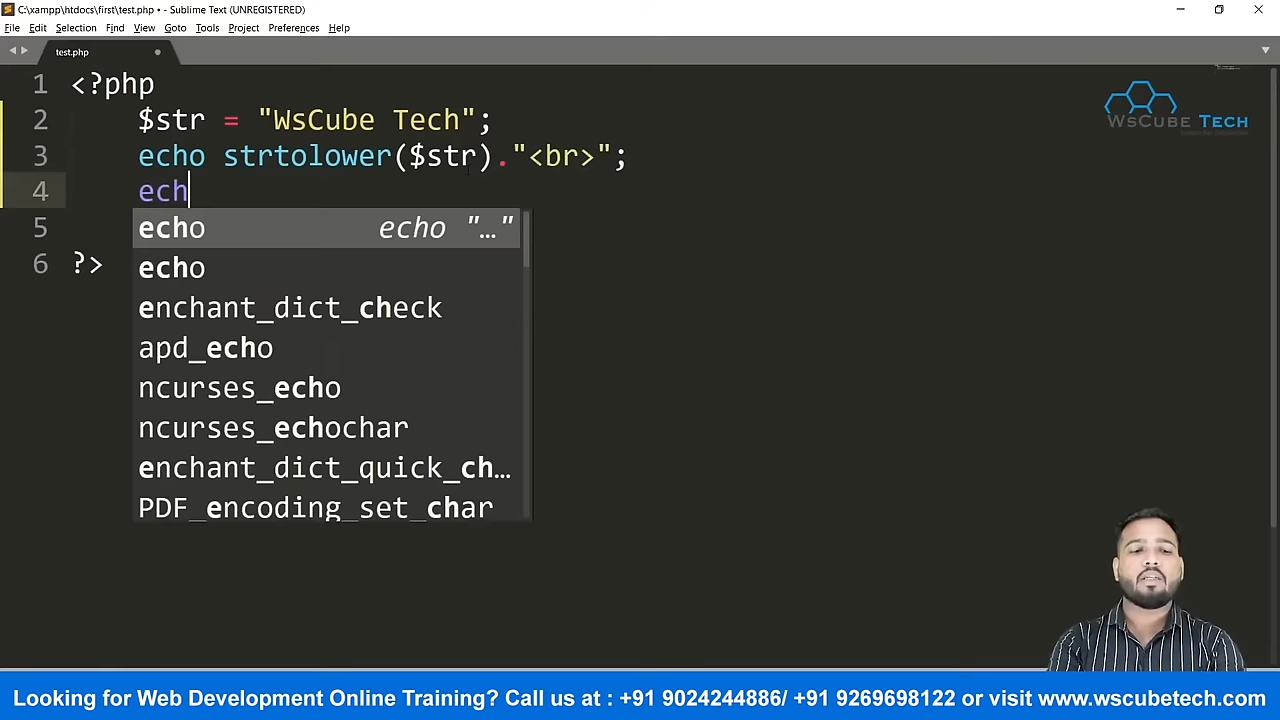 C:\xampp\htdocs\first\test.php • - Sublime Text (UNREGISTERED)
File Edit Selection Find View Goto Tools Project Preferences Help
test.php
1 <?php
2 $str = "WsCube Tech";
3 echo strtolower($str)."<br>";
4 ech
5
6 ?>
echo echo "…"
echo
enchant_dict_check
apd_echo
ncurses_echo
ncurses_echochar
enchant_dict_quick_ch…
PDF_encoding_set_char
WsCube Tech
Looking for Web Development Online Training? Call us at : +91 9024244886/ +91 9269698122 or visit www.wscubetech.com